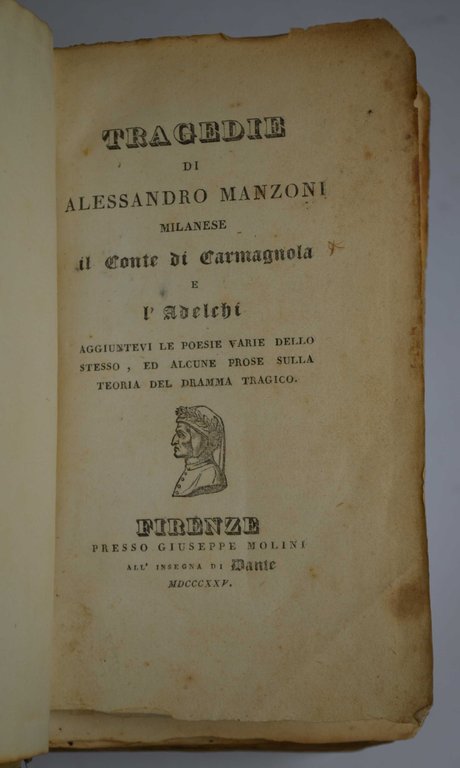 TRAGEDIE
DI
ALESSANDRO MANZONI
MILANESE
il Conte di Carmagnola
E
l'Adelchi
AGGIUNTEVI LE POESIE VARIE DELLO
STESSO, ED ALCUNE PROSE SULLA
TEORIA DEL DRAMMA TRAGICO.
FIRENZE
PRESSO GIUSEPPE MOLINI
ALL' INSEGNA DI Dante
MDCCCXXV.